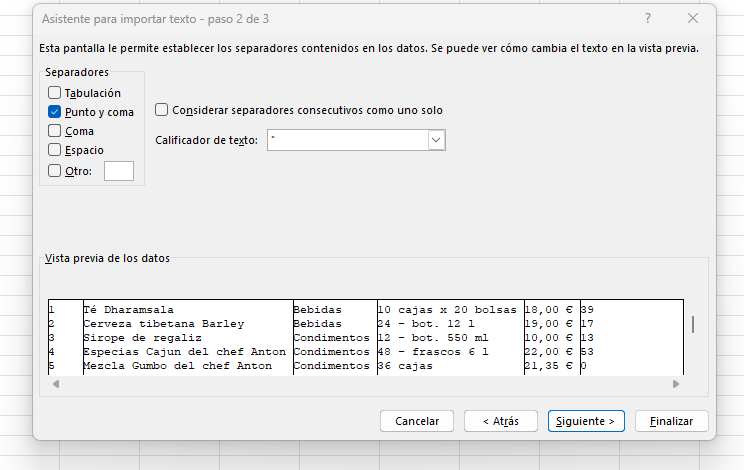 Asistente para importar texto - paso 2 de 3
Esta pantalla le permite establecer los separadores contenidos en los datos. Se puede ver cómo cambia el texto en la vista previa.
Separadores
Tabulación
Punto y coma
Coma
Espacio
Otro:
Considerar separadores consecutivos como uno solo
Calificador de texto: "
Vista previa de los datos
1 Té Dharamsala Bebidas 10 cajas x 20 bolsas 18,00 € 39
2 Cerveza tibetana Barley Bebidas 24 - bot. 12 l 19,00 € 17
3 Sirope de regaliz Condimentos 12 - bot. 550 ml 10,00 € 13
4 Especias Cajun del chef Anton Condimentos 48 - frascos 6 l 22,00 € 53
5 Mezcla Gumbo del chef Anton Condimentos 36 cajas 21,35 € 0
Cancelar < Atrás Siguiente > Finalizar